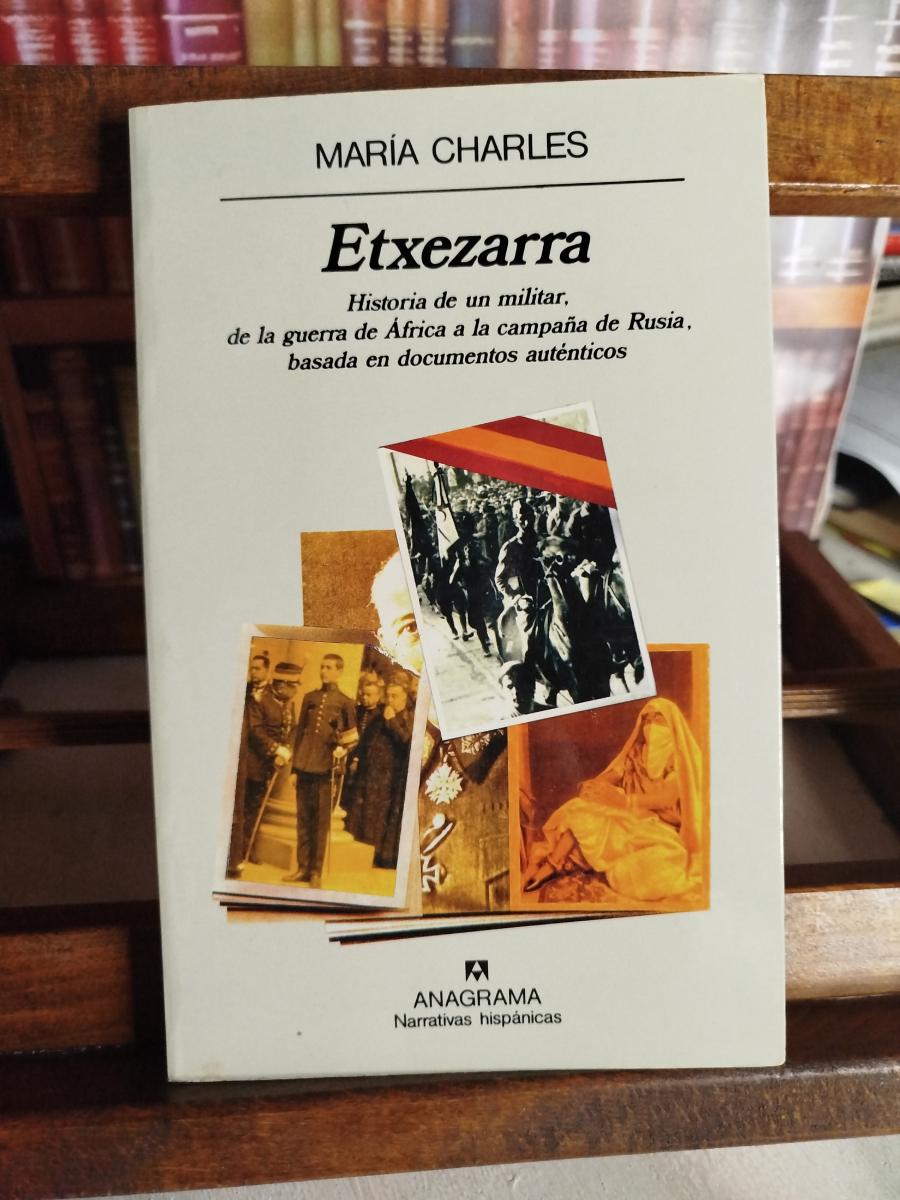 MARÍA CHARLES
Etxezarra
Historia de un militar,
de la guerra de África a la campaña de Rusia,
basada en documentos auténticos
ANAGRAMA
Narrativas hispánicas